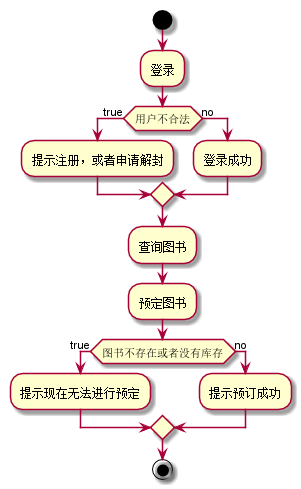 登录
用户不合法
true
no
提示注册，或者申请解封
登录成功
查询图书
预定图书
图书不存在或者没有库存
true
no
提示现在无法进行预定
提示预订成功